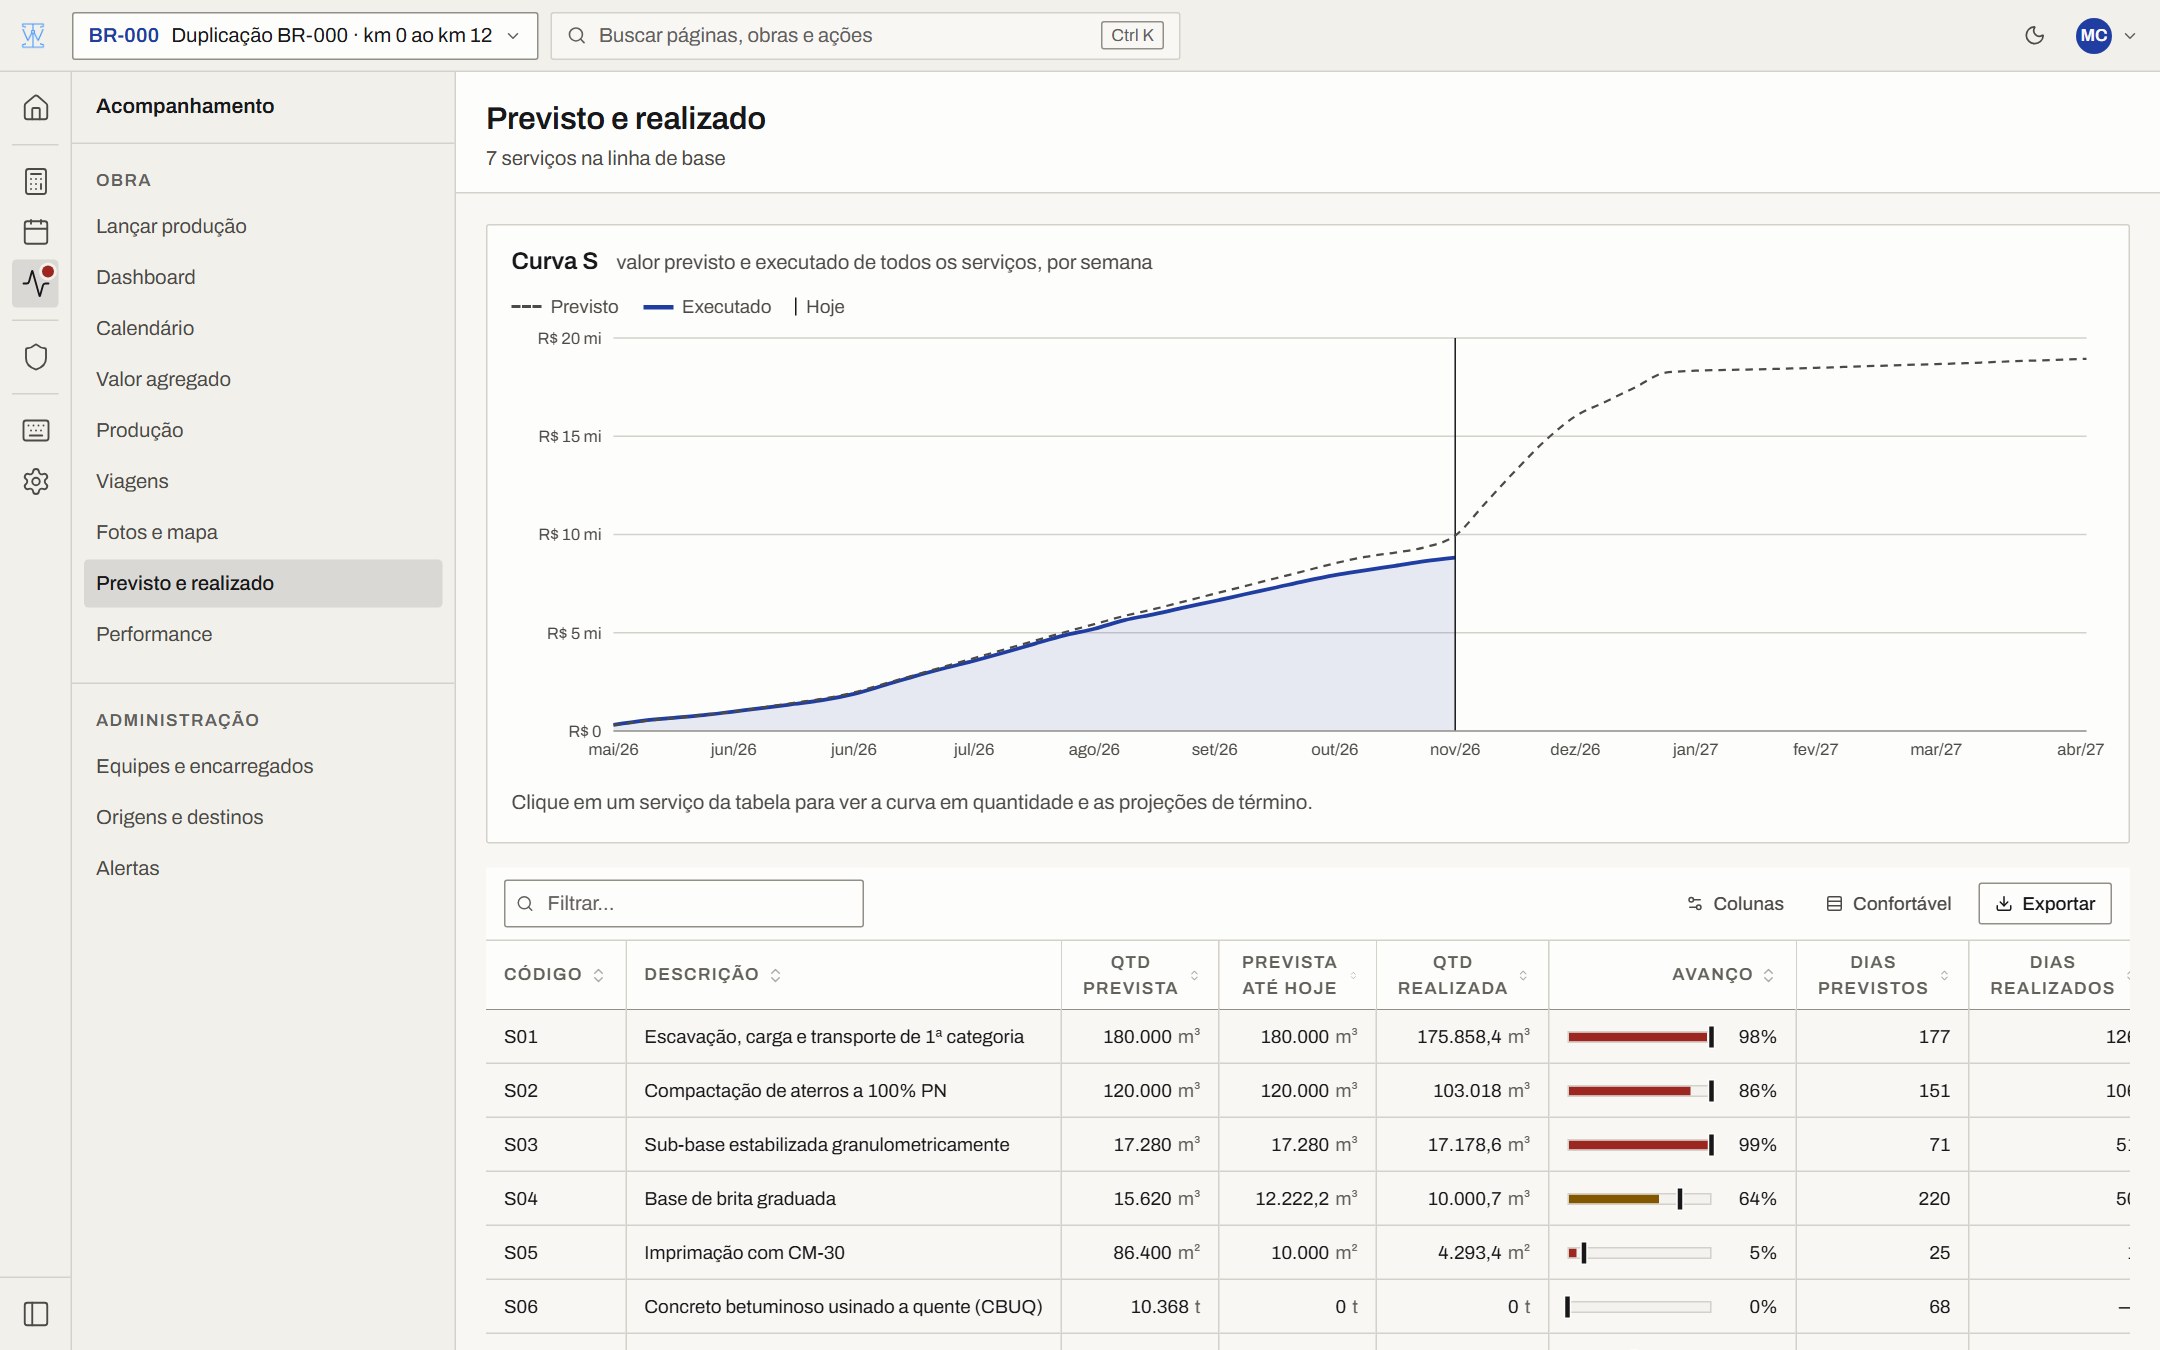 BR-000 Duplicação BR-000 · km 0 ao km 12
Buscar páginas, obras e ações
Ctrl K
MC
Acompanhamento
OBRA
Lançar produção
Dashboard
Calendário
Valor agregado
Produção
Viagens
Fotos e mapa
Previsto e realizado
Performance
ADMINISTRAÇÃO
Equipes e encarregados
Origens e destinos
Alertas
Previsto e realizado
7 serviços na linha de base
Curva S valor previsto e executado de todos os serviços, por semana
Previsto Executado Hoje
R$ 20 mi
R$ 15 mi
R$ 10 mi
R$ 5 mi
R$ 0
mai/26 jun/26 jun/26 jul/26 ago/26 set/26 out/26 nov/26 dez/26 jan/27 fev/27 mar/27 abr/27
Clique em um serviço da tabela para ver a curva em quantidade e as projeções de término.
Filtrar...
Colunas Confortável Exportar
CÓDIGO DESCRIÇÃO QTD PREVISTA PREVISTA ATÉ HOJE QTD REALIZADA AVANÇO DIAS PREVISTOS DIAS REALIZADOS
S01 Escavação, carga e transporte de 1ª categoria 180.000 m³ 180.000 m³ 175.858,4 m³ 98% 177
S02 Compactação de aterros a 100% PN 120.000 m³ 120.000 m³ 103.018 m³ 86% 151
S03 Sub-base estabilizada granulometricamente 17.280 m³ 17.280 m³ 17.178,6 m³ 99% 71
S04 Base de brita graduada 15.620 m³ 12.222,2 m³ 10.000,7 m³ 64% 220
S05 Imprimação com CM-30 86.400 m² 10.000 m² 4.293,4 m² 5% 25
S06 Concreto betuminoso usinado a quente (CBUQ) 10.368 t 0 t 0 t 0% 68 –